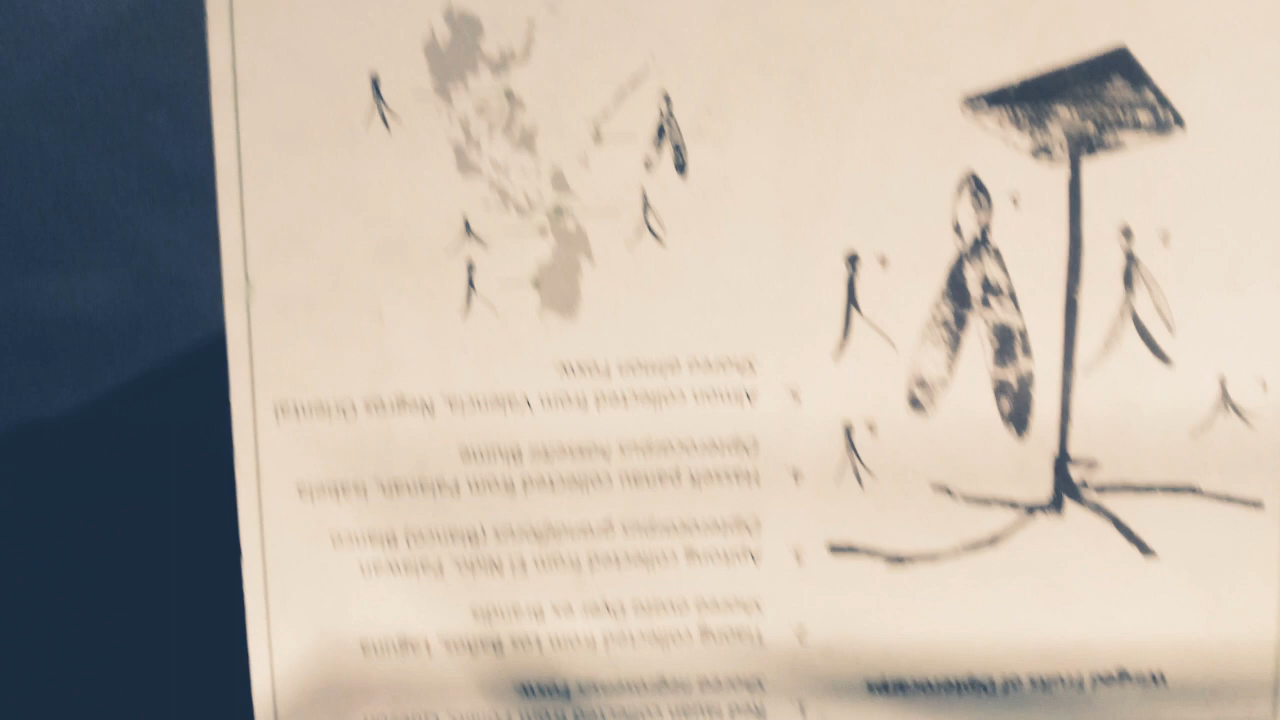 Winged fruits of Dipterocarps
1. Red lauan collected from Quezon
Shorea negrosensis Foxw.
2. collected from Los Baños, Laguna
Shorea ovata Dyer ex Brandis
3. Apitong collected from El Nido, Palawan
Dipterocarpus grandiflorus (Blanco) Blanco
4. Hasselt panau collected from Palanan, Isabela
Dipterocarpus hasseltii Blume
5. Almon collected from Valencia, Negros Oriental
Shorea almon Foxw.